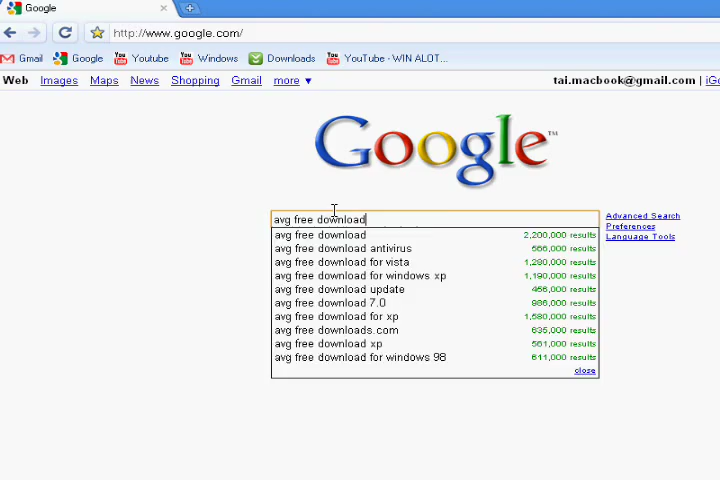 Google
http://www.google.com/
Gmail Google Youtube Windows Downloads YouTube - WIN ALOT...
Web Images Maps News Shopping Gmail more ▼ tai.macbook@gmail.com |
Google™
avg free download
Advanced Search
Preferences
Language Tools
avg free download 2,200,000 results
avg free download antivirus 566,000 results
avg free download for vista 1,280,000 results
avg free download for windows xp 1,190,000 results
avg free download update 456,000 results
avg free download 7.0 986,000 results
avg free download for xp 1,580,000 results
avg free downloads.com 635,000 results
avg free download xp 561,000 results
avg free download for windows 98 611,000 results
close